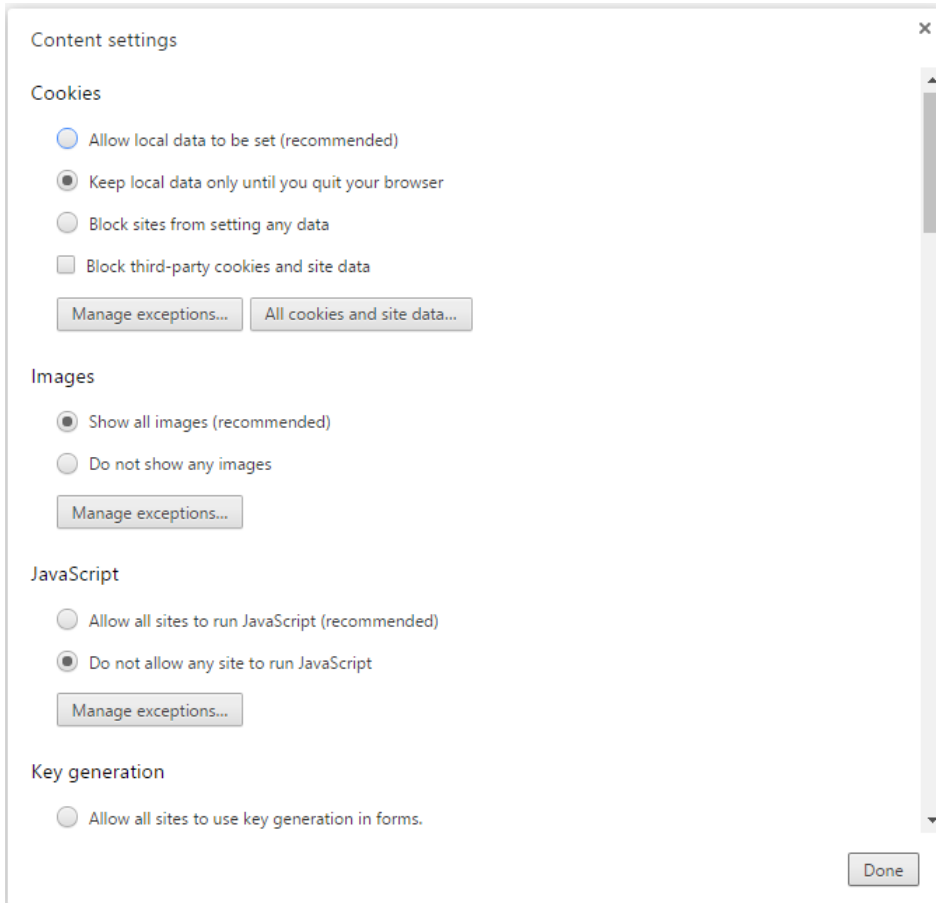 Content settings
Cookies
Allow local data to be set (recommended)
Keep local data only until you quit your browser
Block sites from setting any data
Block third-party cookies and site data
Manage exceptions... All cookies and site data...
Images
Show all images (recommended)
Do not show any images
Manage exceptions...
JavaScript
Allow all sites to run JavaScript (recommended)
Do not allow any site to run JavaScript
Manage exceptions...
Key generation
Allow all sites to use key generation in forms.
Done